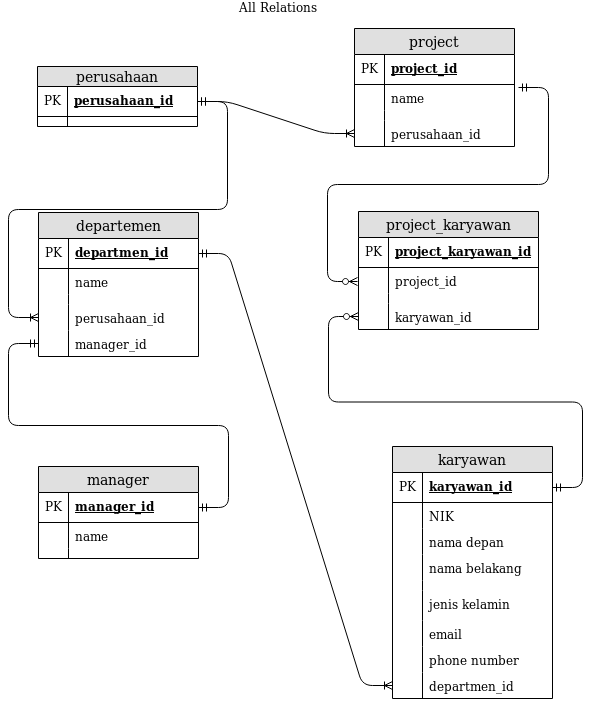 All Relations
perusahaan
PK perusahaan_id
project
PK project_id
name
perusahaan_id
departemen
PK departmen_id
name
perusahaan_id
manager_id
project_karyawan
PK project_karyawan_id
project_id
karyawan_id
manager
PK manager_id
name
karyawan
PK karyawan_id
NIK
nama depan
nama belakang
jenis kelamin
email
phone number
departmen_id